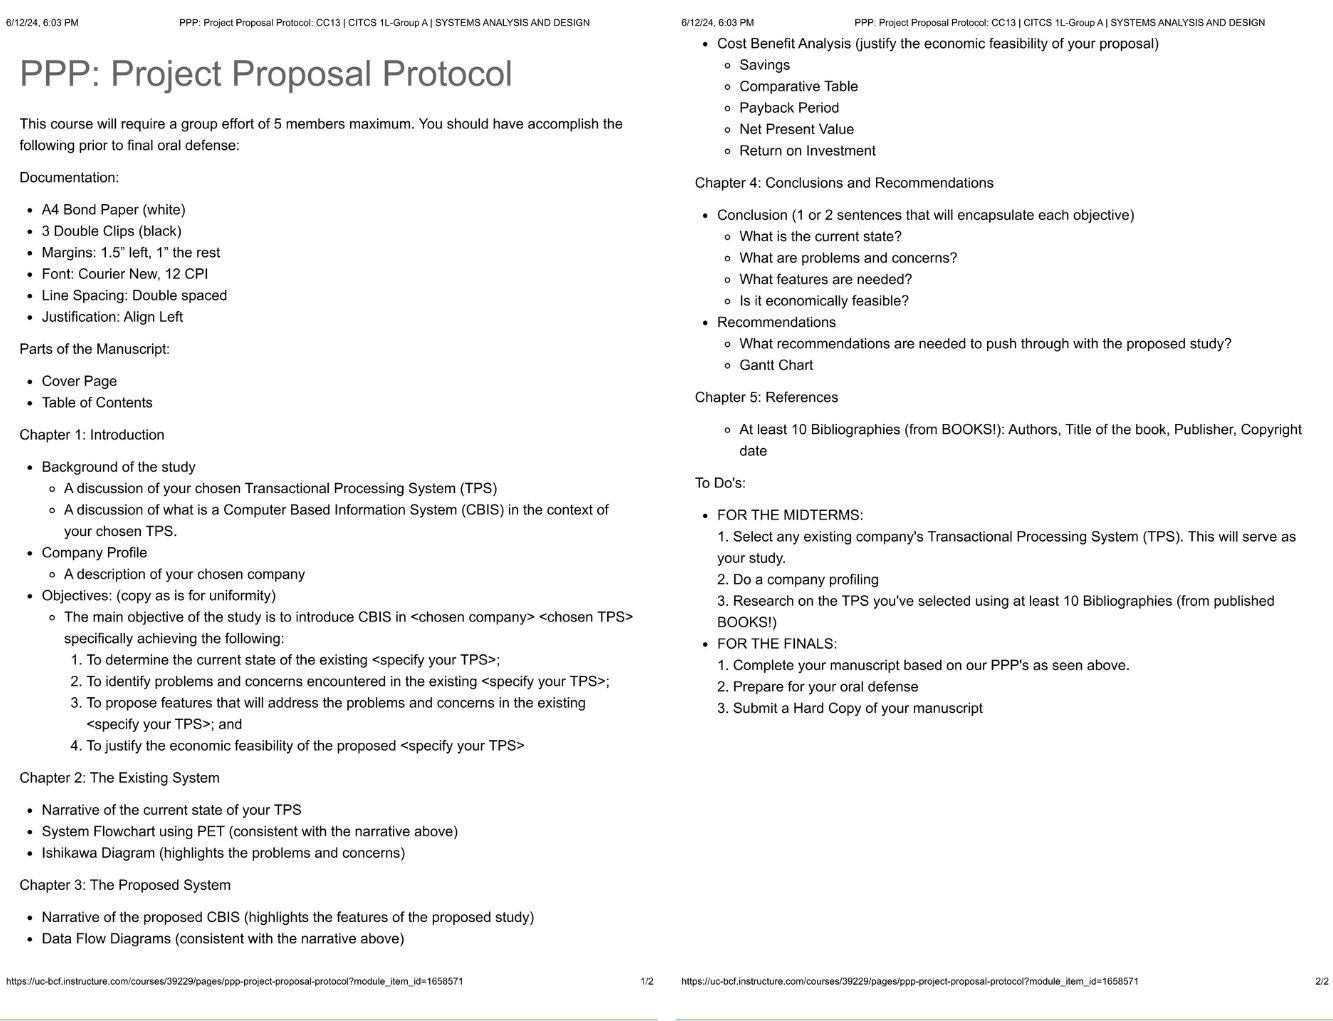 6/12/24, 6:03 PM
PPP: Project Proposal Protocol: CC13 | CITCS 1L-Group A | SYSTEMS ANALYSIS AND DESIGN
PPP: Project Proposal Protocol
This course will require a group effort of 5 members maximum. You should have accomplish the
following prior to final oral defense:
Documentation:
• A4 Bond Paper (white)
• 3 Double Clips (black)
• Margins: 1.5” left, 1” the rest
• Font: Courier New, 12 CPI
• Line Spacing: Double spaced
• Justification: Align Left
Parts of the Manuscript:
• Cover Page
• Table of Contents
Chapter 1: Introduction
• Background of the study
◦ A discussion of your chosen Transactional Processing System (TPS)
◦ A discussion of what is a Computer Based Information System (CBIS) in the context of
your chosen TPS.
• Company Profile
◦ A description of your chosen company
• Objectives: (copy as is for uniformity)
◦ The main objective of the study is to introduce CBIS in <chosen company> <chosen TPS>
specifically achieving the following:
1. To determine the current state of the existing <specify your TPS>;
2. To identify problems and concerns encountered in the existing <specify your TPS>;
3. To propose features that will address the problems and concerns in the existing
<specify your TPS>; and
4. To justify the economic feasibility of the proposed <specify your TPS>
Chapter 2: The Existing System
• Narrative of the current state of your TPS
• System Flowchart using PET (consistent with the narrative above)
• Ishikawa Diagram (highlights the problems and concerns)
Chapter 3: The Proposed System
• Narrative of the proposed CBIS (highlights the features of the proposed study)
• Data Flow Diagrams (consistent with the narrative above)
https://uc-bcf.instructure.com/courses/39229/pages/ppp-project-proposal-protocol?module_item_id=1658571
1/2
6/12/24, 6:03 PM
PPP: Project Proposal Protocol: CC13 | CITCS 1L-Group A | SYSTEMS ANALYSIS AND DESIGN
• Cost Benefit Analysis (justify the economic feasibility of your proposal)
◦ Savings
◦ Comparative Table
◦ Payback Period
◦ Net Present Value
◦ Return on Investment
Chapter 4: Conclusions and Recommendations
• Conclusion (1 or 2 sentences that will encapsulate each objective)
◦ What is the current state?
◦ What are problems and concerns?
◦ What features are needed?
◦ Is it economically feasible?
• Recommendations
◦ What recommendations are needed to push through with the proposed study?
◦ Gantt Chart
Chapter 5: References
◦ At least 10 Bibliographies (from BOOKS!): Authors, Title of the book, Publisher, Copyright
date
To Do's:
• FOR THE MIDTERMS:
1. Select any existing company's Transactional Processing System (TPS). This will serve as
your study.
2. Do a company profiling
3. Research on the TPS you've selected using at least 10 Bibliographies (from published
BOOKS!)
• FOR THE FINALS:
1. Complete your manuscript based on our PPP's as seen above.
2. Prepare for your oral defense
3. Submit a Hard Copy of your manuscript
https://uc-bcf.instructure.com/courses/39229/pages/ppp-project-proposal-protocol?module_item_id=1658571
2/2